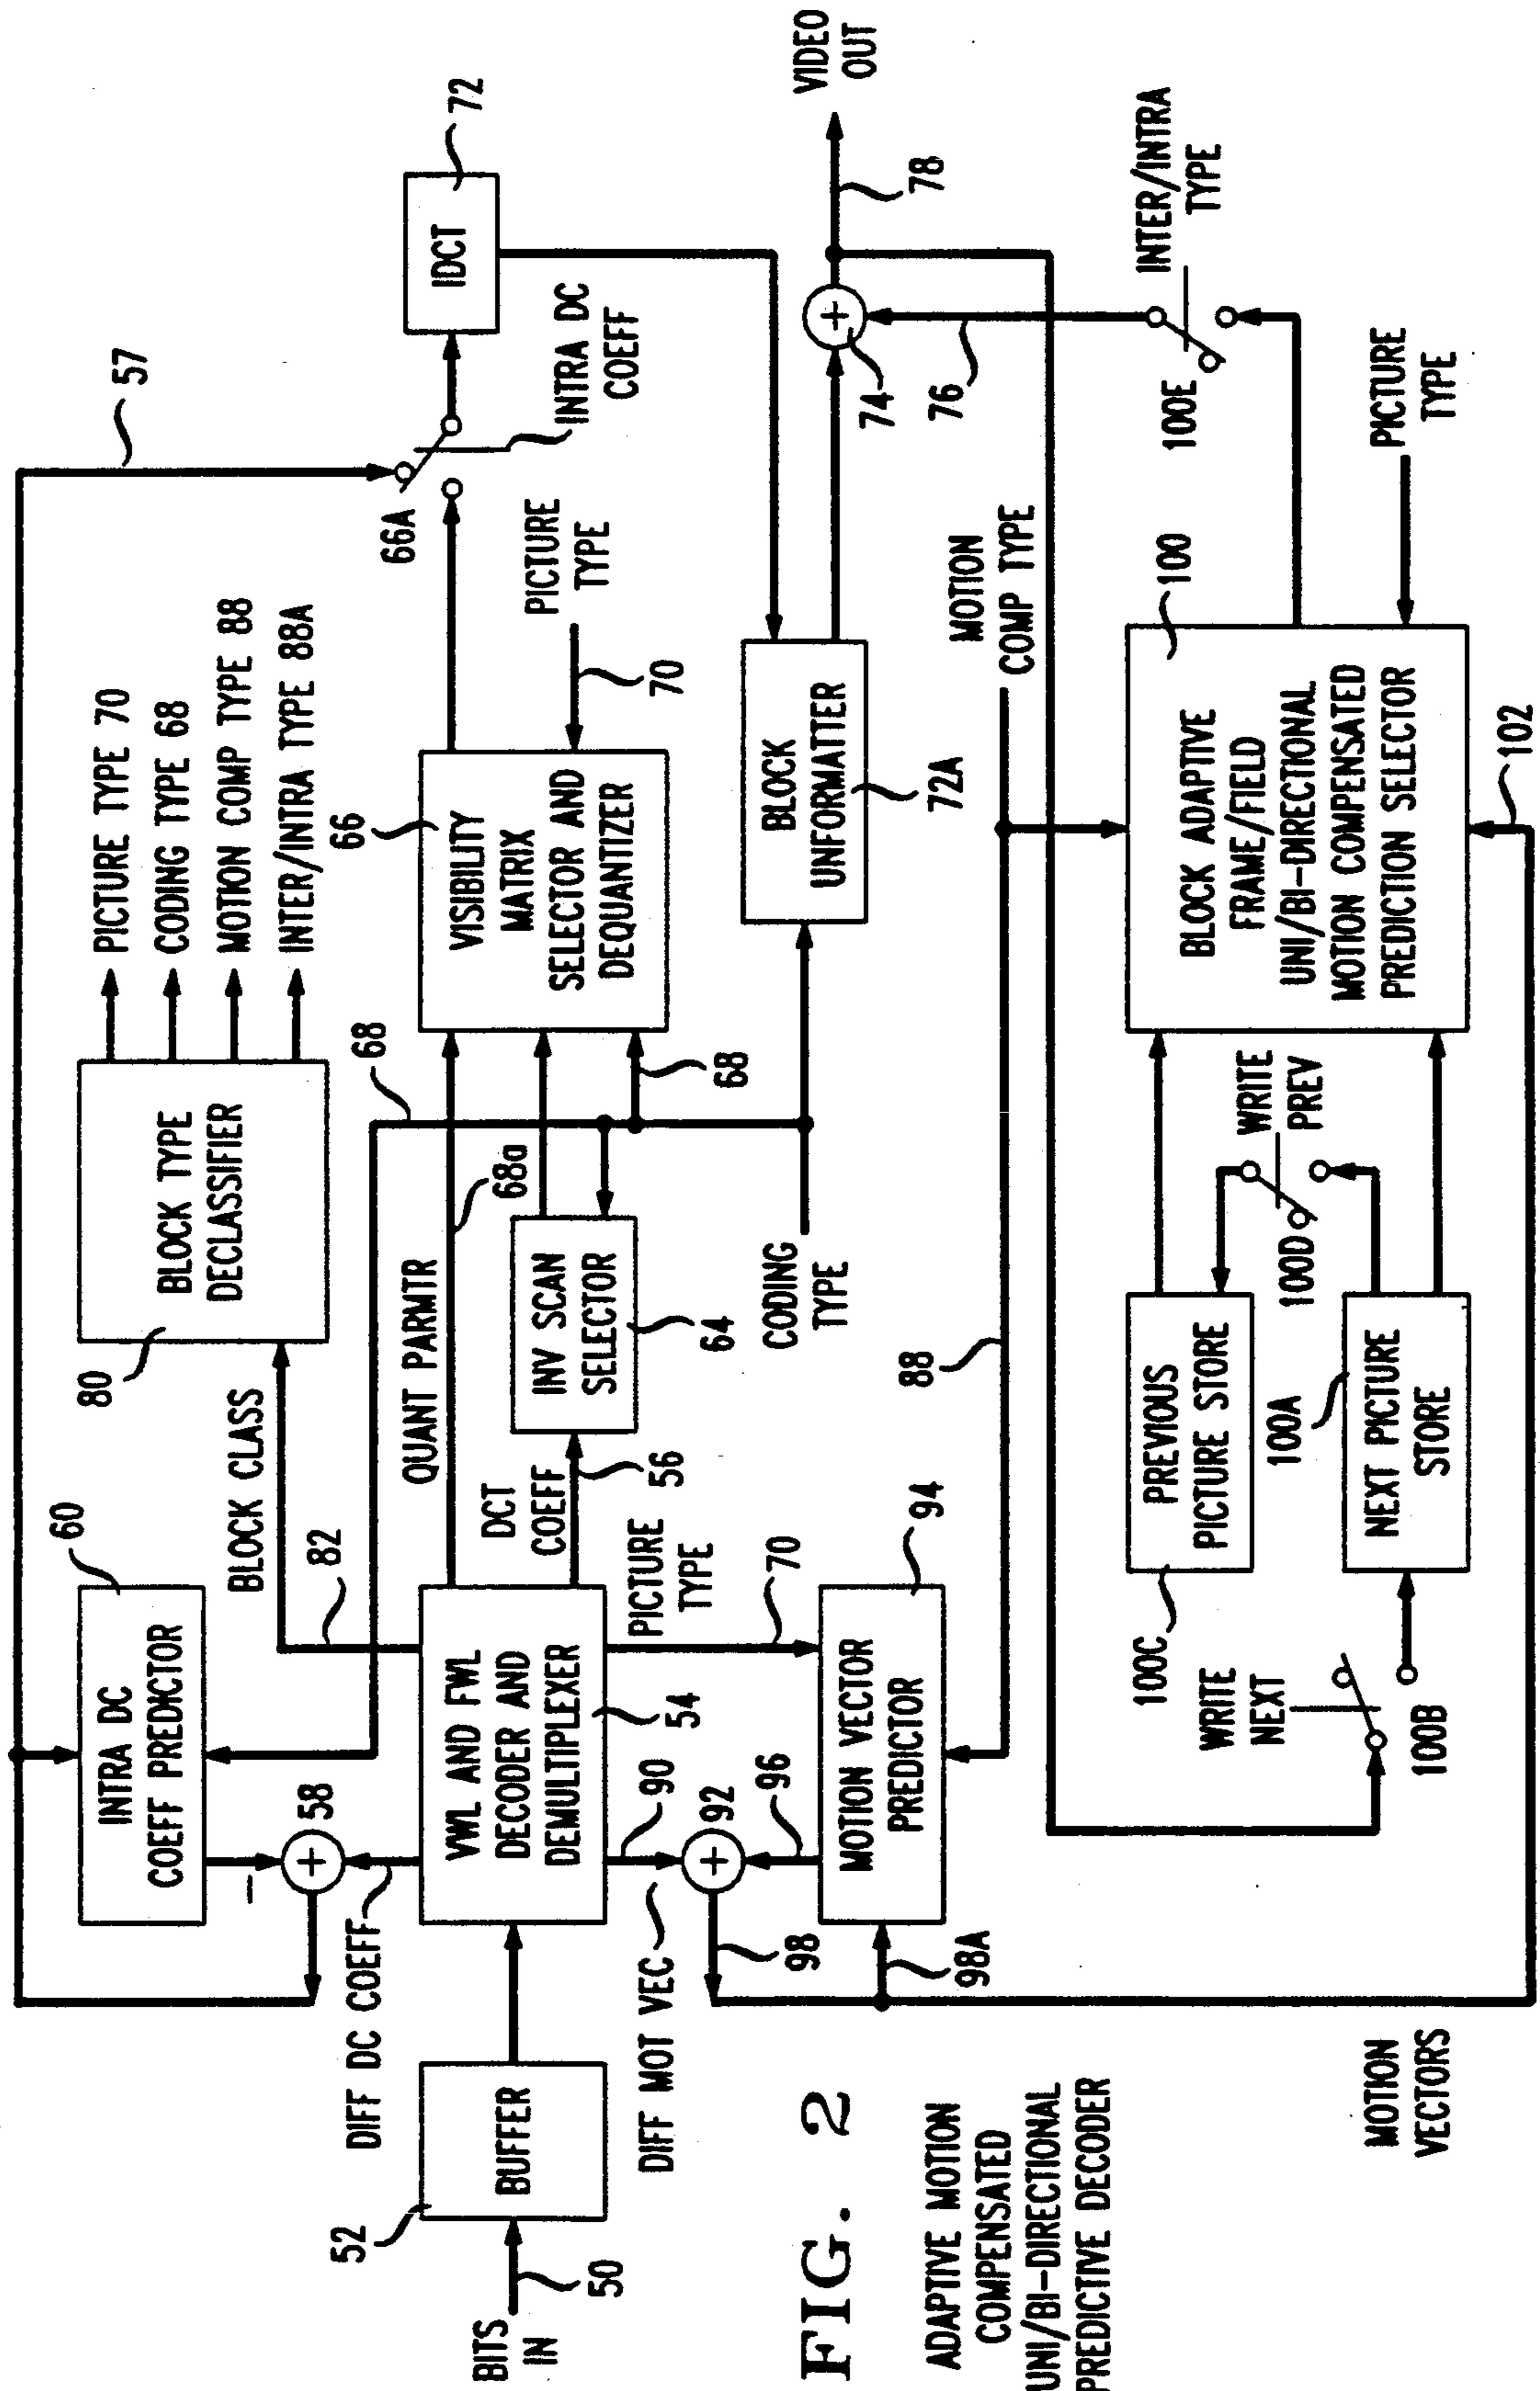 57
60
INTRA DC
COEFF PREDICTOR
80
BLOCK TYPE
DECLASSIFIER
PICTURE TYPE 70
CODING TYPE 68
MOTION COMP TYPE 88
INTER/INTRA TYPE 88A
BLOCK CLASS
82
58
+
−
DIFF DC COEFF
68
66A
INTRA DC
COEFF
72
IDCT
BITS
IN
50
52
BUFFER
VWL AND FWL
DECODER AND
DEMULTIPLEXER
54
QUANT PARMTR
68a
DCT
COEFF
56
INV SCAN
SELECTOR
64
66
VISIBILITY
MATRIX
SELECTOR AND
DEQUANTIZER
68
PICTURE
TYPE
70
DIFF MOT VEC
90
92
+
96
98
98A
PICTURE
TYPE
70
94
MOTION VECTOR
PREDICTOR
CODING
TYPE
BLOCK
UNFORMATTER
72A
+
74
76
78
VIDEO
OUT
88
MOTION
COMP TYPE
100
BLOCK ADAPTIVE
FRAME/FIELD
UNI/BI-DIRECTIONAL
MOTION COMPENSATED
PREDICTION SELECTOR
100E
INTER/INTRA
TYPE
PICTURE
TYPE
100C
PREVIOUS
PICTURE STORE
100D
WRITE
PREV
100A
NEXT PICTURE
STORE
WRITE
NEXT
100B
102
MOTION
VECTORS
FIG. 2
ADAPTIVE MOTION
COMPENSATED
UNI/BI-DIRECTIONAL
PREDICTIVE DECODER